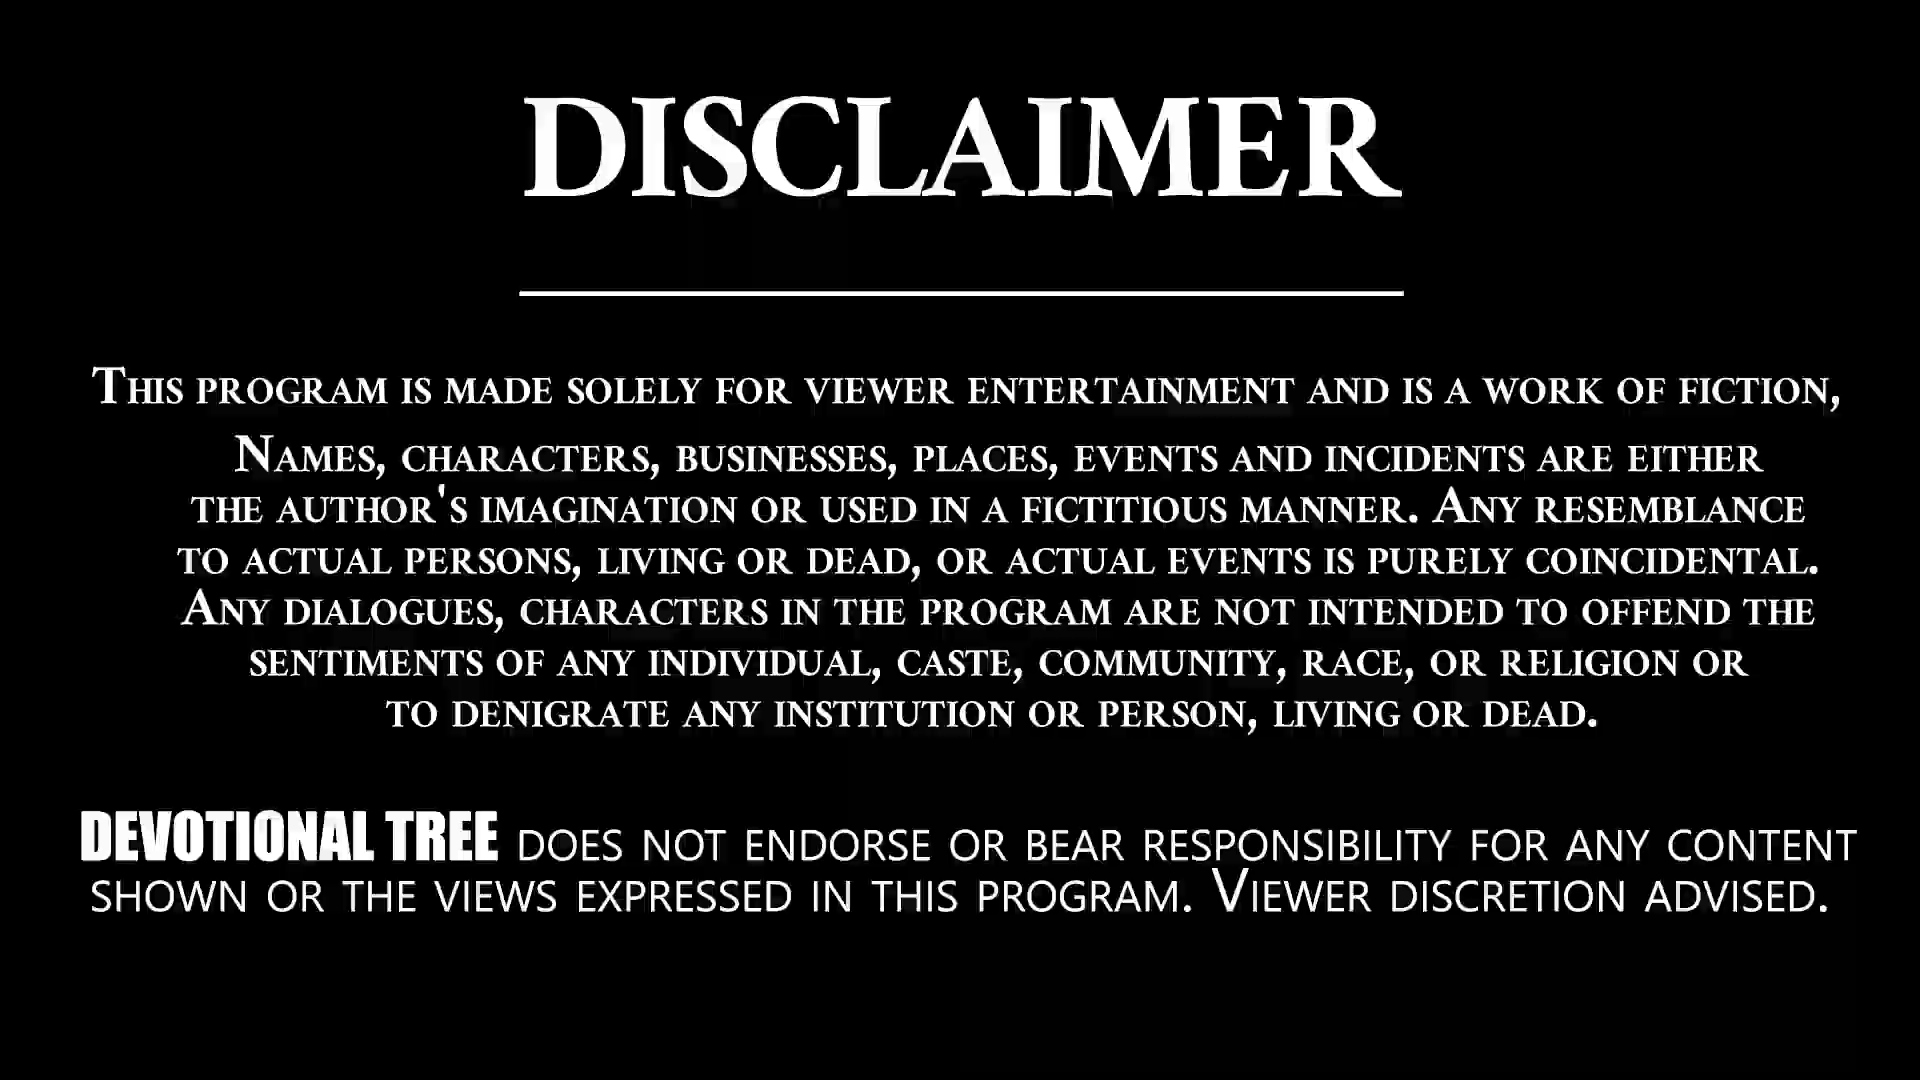 DISCLAIMER
THIS PROGRAM IS MADE SOLELY FOR VIEWER ENTERTAINMENT AND IS A WORK OF FICTION,
NAMES, CHARACTERS, BUSINESSES, PLACES, EVENTS AND INCIDENTS ARE EITHER
THE AUTHOR'S IMAGINATION OR USED IN A FICTITIOUS MANNER. ANY RESEMBLANCE
TO ACTUAL PERSONS, LIVING OR DEAD, OR ACTUAL EVENTS IS PURELY COINCIDENTAL.
ANY DIALOGUES, CHARACTERS IN THE PROGRAM ARE NOT INTENDED TO OFFEND THE
SENTIMENTS OF ANY INDIVIDUAL, CASTE, COMMUNITY, RACE, OR RELIGION OR
TO DENIGRATE ANY INSTITUTION OR PERSON, LIVING OR DEAD.
DEVOTIONAL TREE DOES NOT ENDORSE OR BEAR RESPONSIBILITY FOR ANY CONTENT
SHOWN OR THE VIEWS EXPRESSED IN THIS PROGRAM. VIEWER DISCRETION ADVISED.